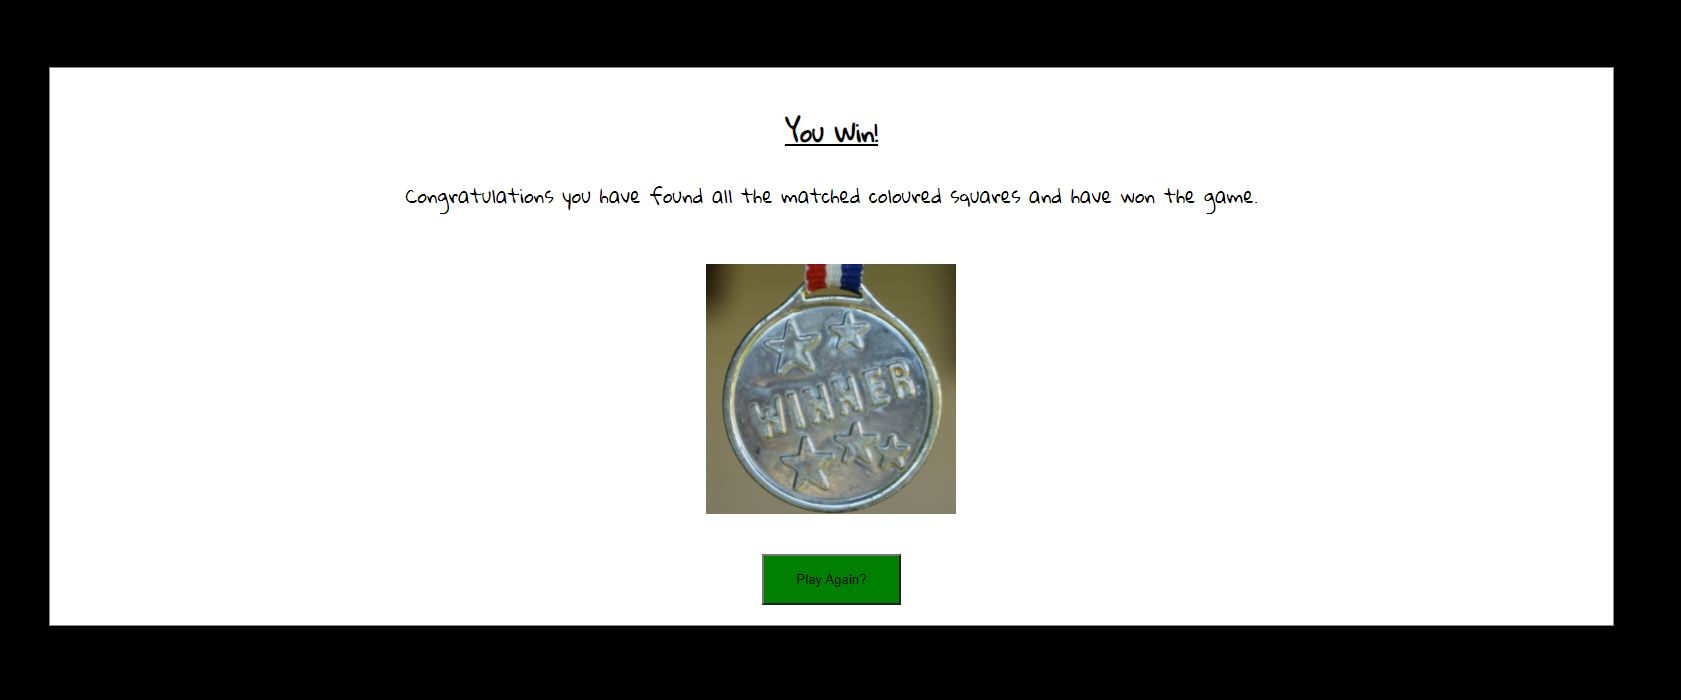 You Win!
Congratulations you have found all the matched coloured squares and have won the game.
WINNER
Play Again?